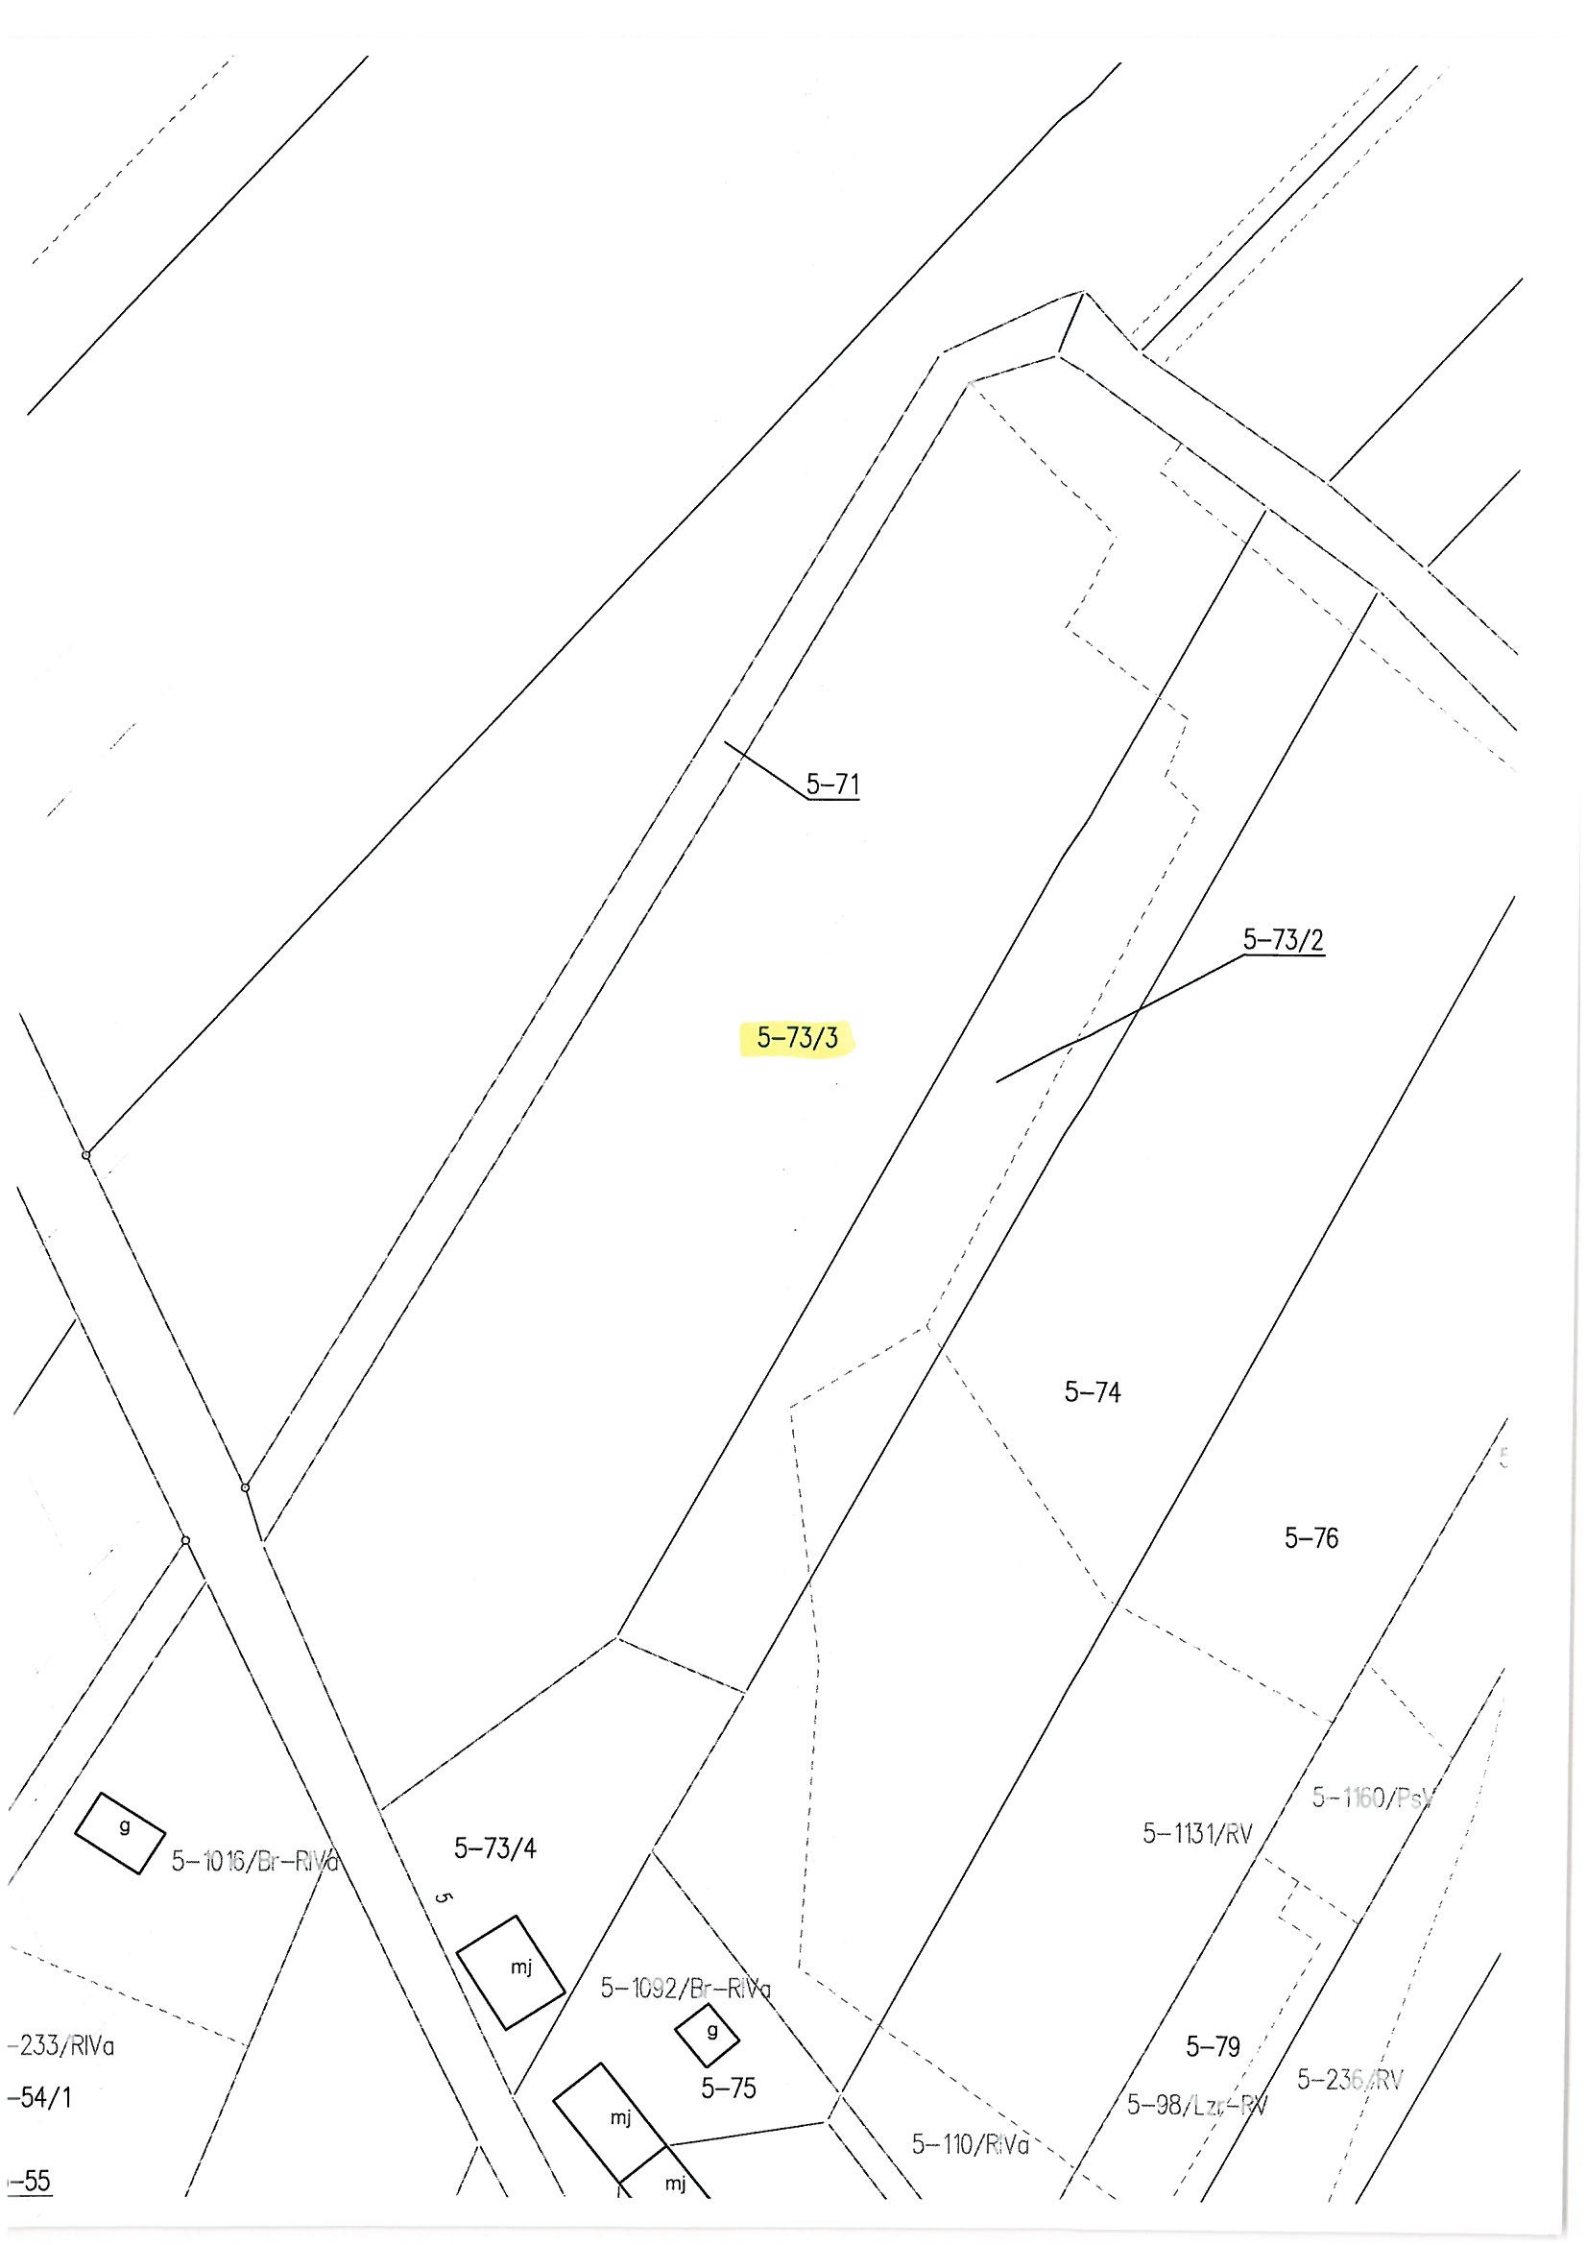 5-71
5-73/2
5-73/3
5-74
5
5-76
5-1160/PsV
g
5-73/4
5-1131/RV
5-1016/Br-RIVa
5
mj
5-1092/Br-RIVa
g
-233/RIVa
5-79
5-75
5-236/RV
-54/1
5-98/Lzr-RV
mj
5-110/RIVa
-55
mj